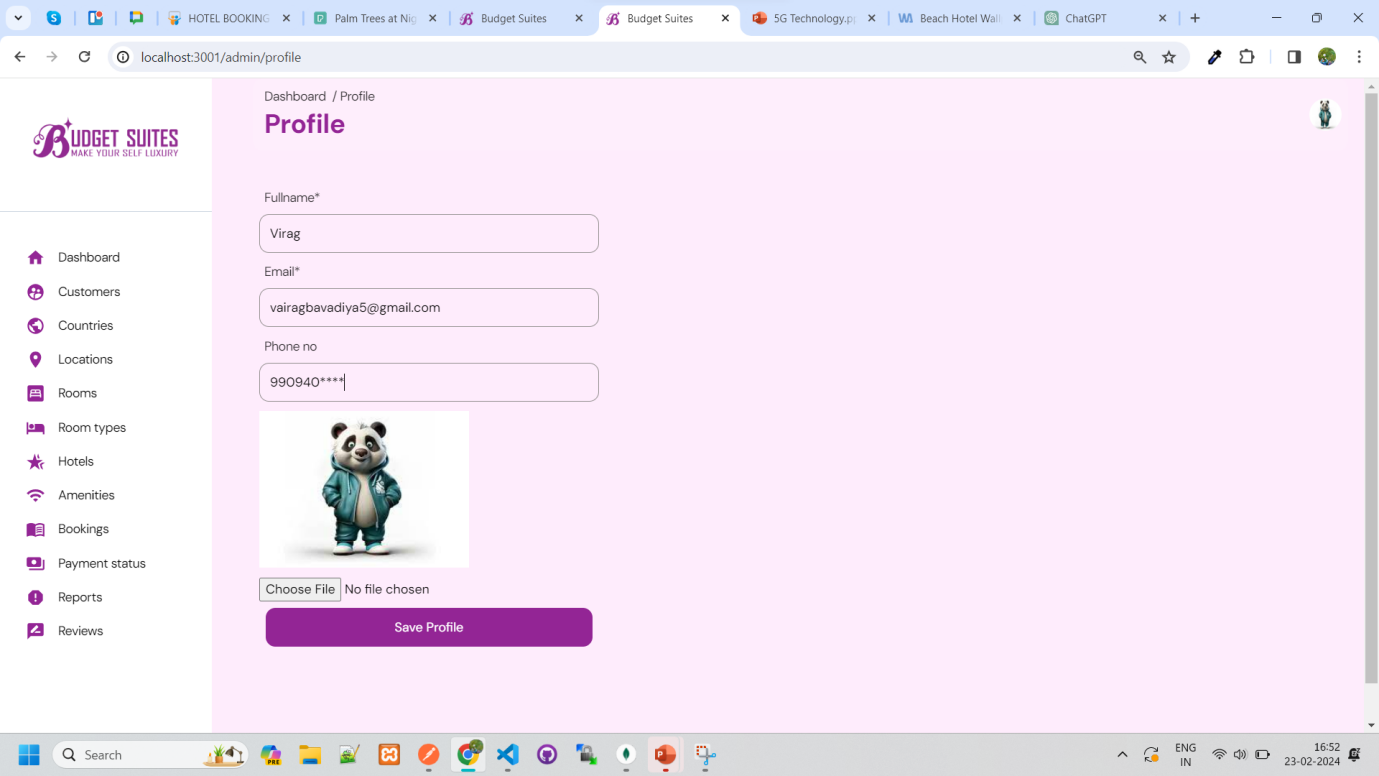 HOTEL BOOKING
Palm Trees at Nig
Budget Suites
Budget Suites
5G Technology.pp
Beach Hotel Wall
ChatGPT
localhost:3001/admin/profile
BUDGET SUITES
MAKE YOUR SELF LUXURY
Dashboard / Profile
Profile
Dashboard
Customers
Countries
Locations
Rooms
Room types
Hotels
Amenities
Bookings
Payment status
Reports
Reviews
Fullname*
Virag
Email*
vairagbavadiya5@gmail.com
Phone no
990940****
Choose File No file chosen
Save Profile
Search
PRE
ENG
IN
16:52
23-02-2024